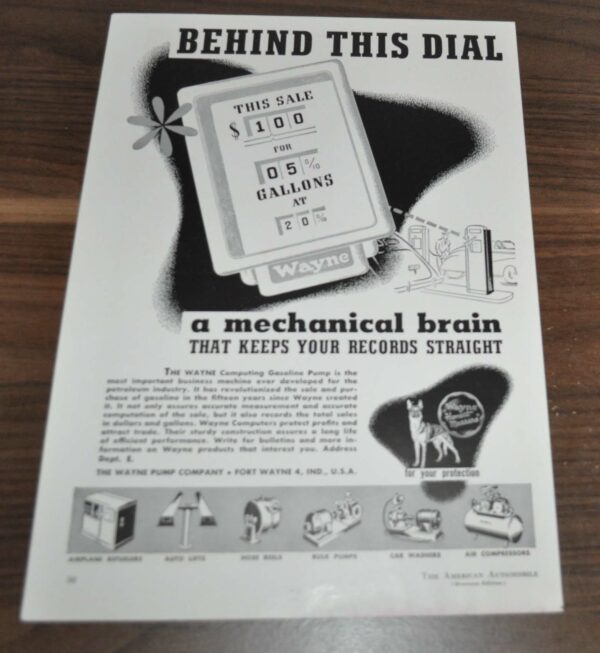 BEHIND THIS DIAL
THIS SALE
$ 100
FOR
05 %10
GALLONS
AT
20 %
Wayne
a mechanical brain
THAT KEEPS YOUR RECORDS STRAIGHT
THE WAYNE Computing Gasoline Pump is the
most important business machine ever developed for the
petroleum industry. It has revolutionized the sale and pur-
chase of gasoline in the fifteen years since Wayne created
it. It not only assures accurate measurement and accurate
computation of the sale, but it also records the total sales
in dollars and gallons. Wayne Computers protect profits and
attract trade. Their sturdy construction assures a long life
of efficient performance. Write for bulletins and more in-
formation on Wayne products that interest you. Address
Dept. E.
THE WAYNE PUMP COMPANY • FORT WAYNE 4, IND., U.S.A.
Wayne
for your protection
AIRPLANE REFUELERS
AUTO LIFTS
HOSE REELS
BULK PUMPS
CAR WASHERS
AIR COMPRESSORS
THE AMERICAN AUTOMOBILE